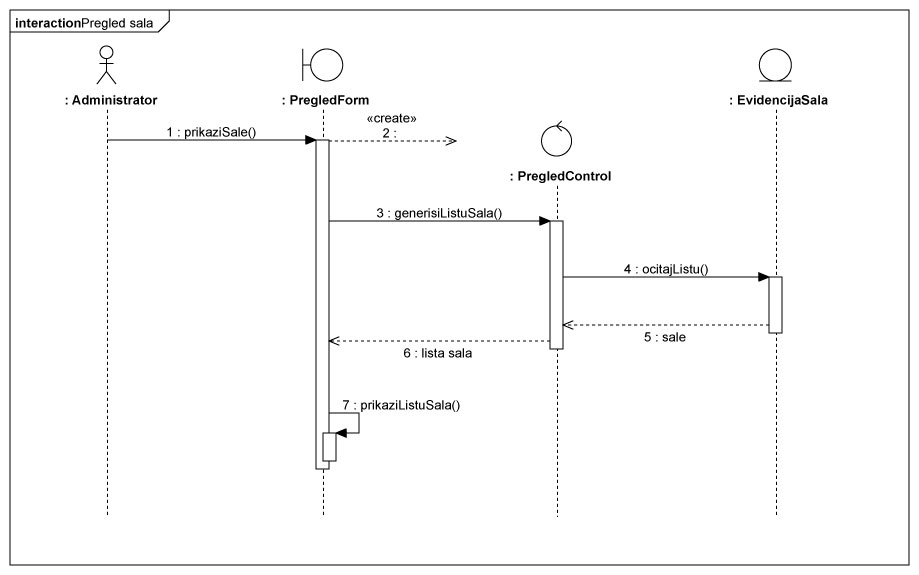 interactionPregled sala
: Administrator
: PregledForm
: EvidencijaSala
«create»
1 : prikaziSale()
2 :
: PregledControl
3 : generisiListuSala()
4 : ocitajListu()
5 : sale
6 : lista sala
7 : prikaziListuSala()